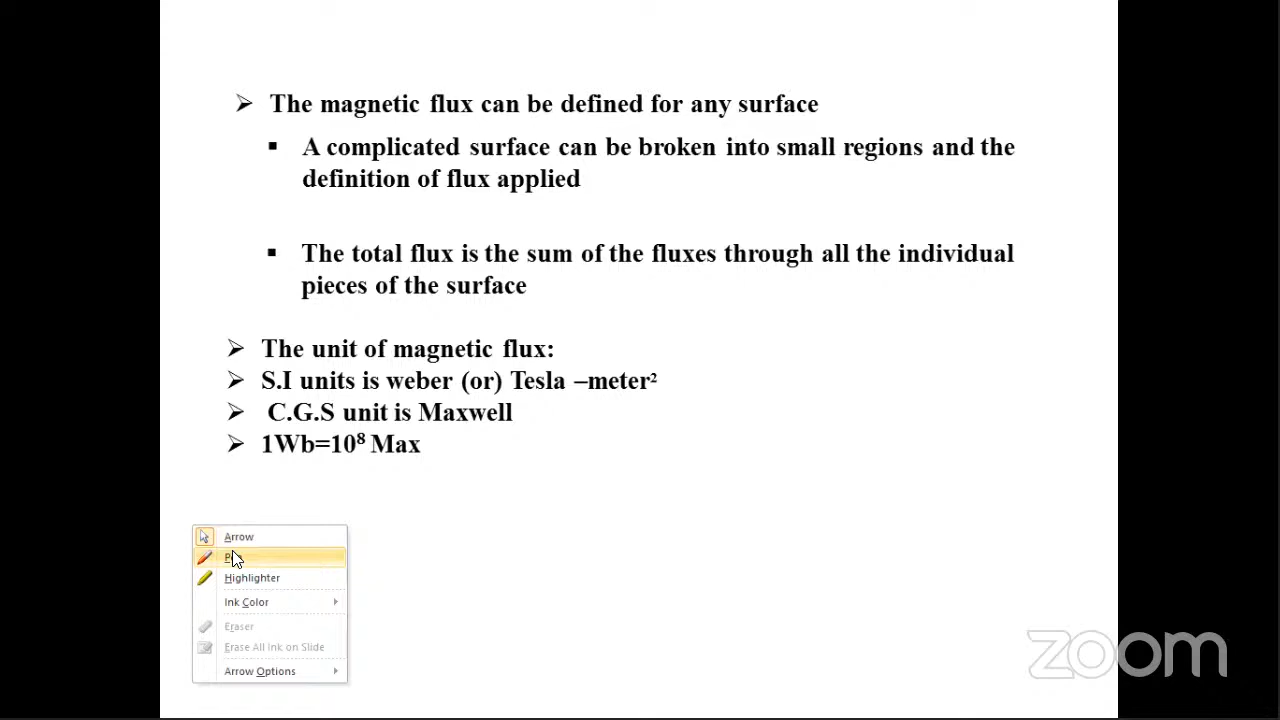 The magnetic flux can be defined for any surface
A complicated surface can be broken into small regions and the
definition of flux applied
The total flux is the sum of the fluxes through all the individual
pieces of the surface
The unit of magnetic flux:
S.I units is weber (or) Tesla –meter²
C.G.S unit is Maxwell
1Wb=10⁸ Max
Arrow
Highlighter
Ink Color
Eraser
Erase All Ink on Slide
Arrow Options
zoom